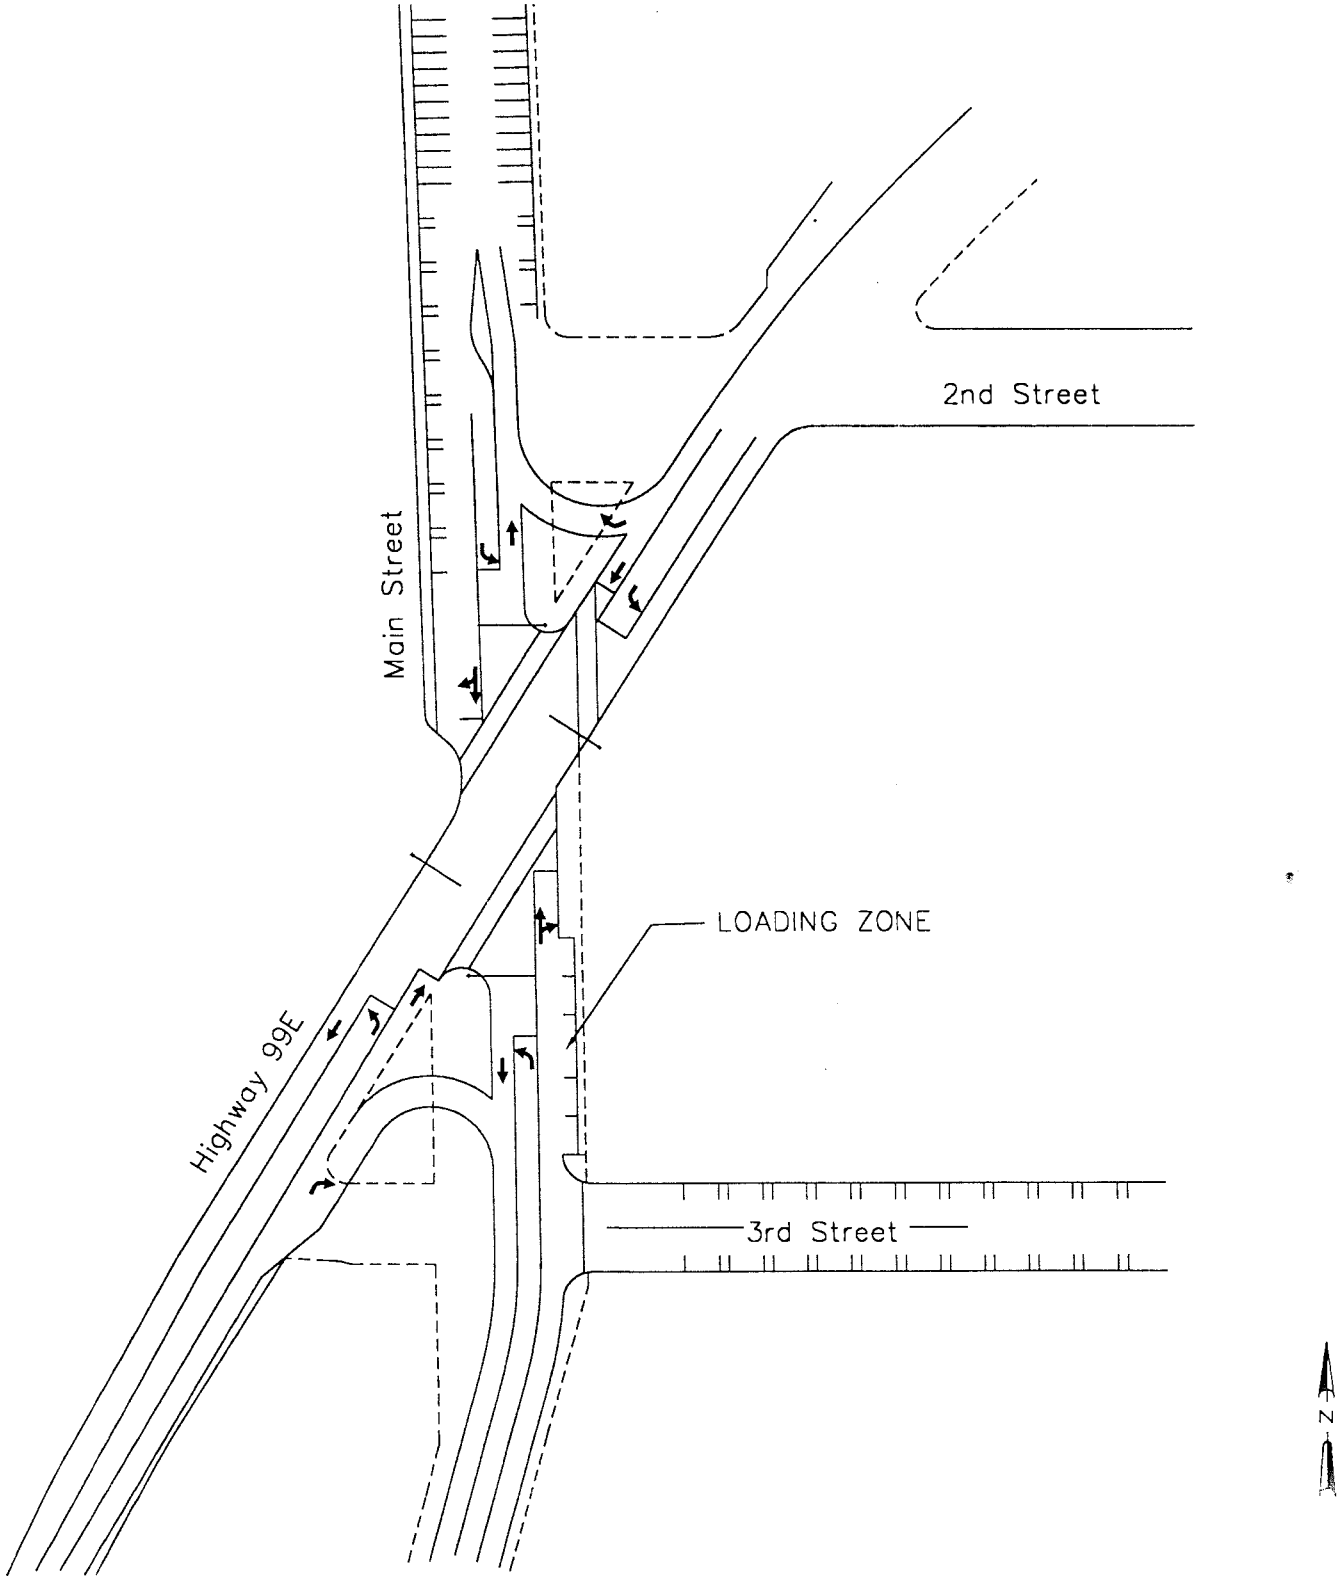 2nd Street
Main Street
LOADING ZONE
Highway 99E
3rd Street
N